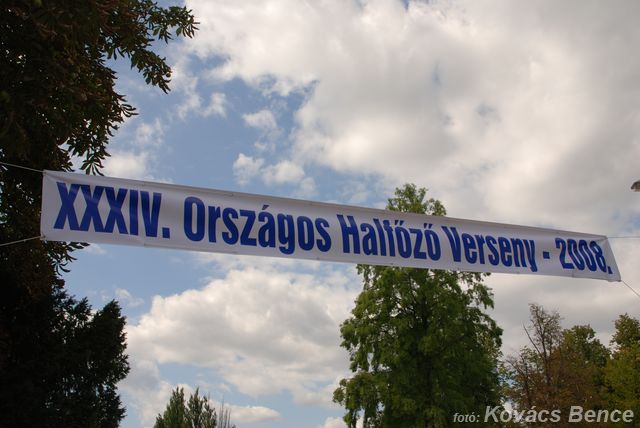 XXXIV. Országos Halfőző Verseny - 2008.
fotó: Kovács Bence